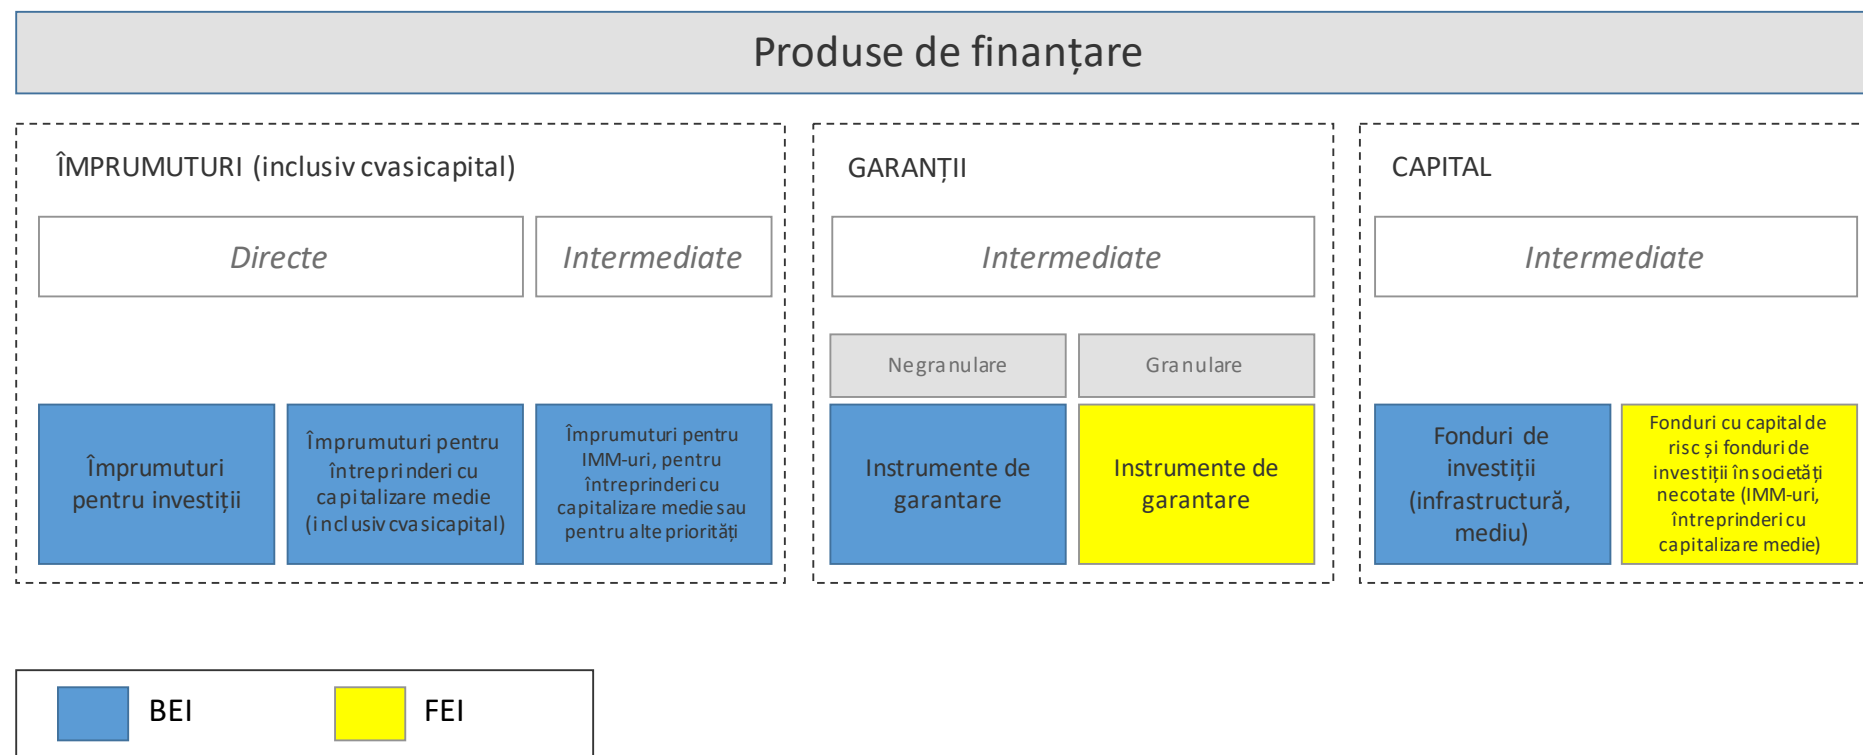 Produse de finanțare
ÎMPRUMUTURI (inclusiv cvasicapital)
Directe
Intermediate
Împrumuturi
pentru investiții
Împrumuturi pentru
întreprinderi cu
capitalizare medie
(inclusiv cvasicapital)
Împrumuturi pentru
IMM-uri, pentru
întreprinderi cu
capitalizare medie sau
pentru alte priorități
GARANȚII
Intermediate
Negranulare
Granulare
Instrumente de
garantare
Instrumente de
garantare
CAPITAL
Intermediate
Fonduri de
investiții
(infrastructură,
mediu)
Fonduri cu capital de
risc și fonduri de
investiții în societăți
necotate (IMM-uri,
întreprinderi cu
capitalizare medie)
BEI
FEI